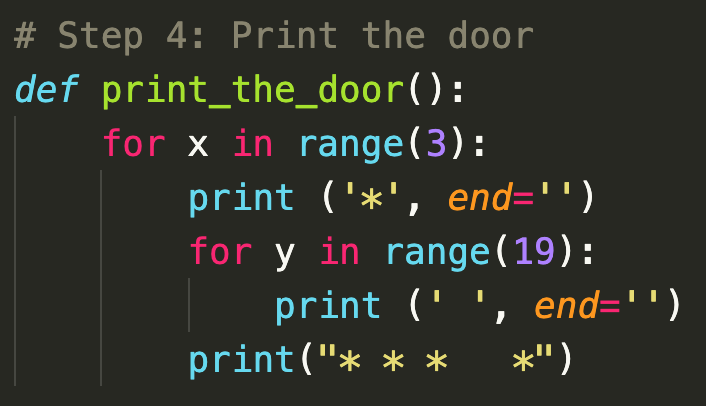 # Step 4: Print the door
def print_the_door():
    for x in range(3):
        print ('*', end='')
        for y in range(19):
            print (' ', end='')
        print("* * *   *")